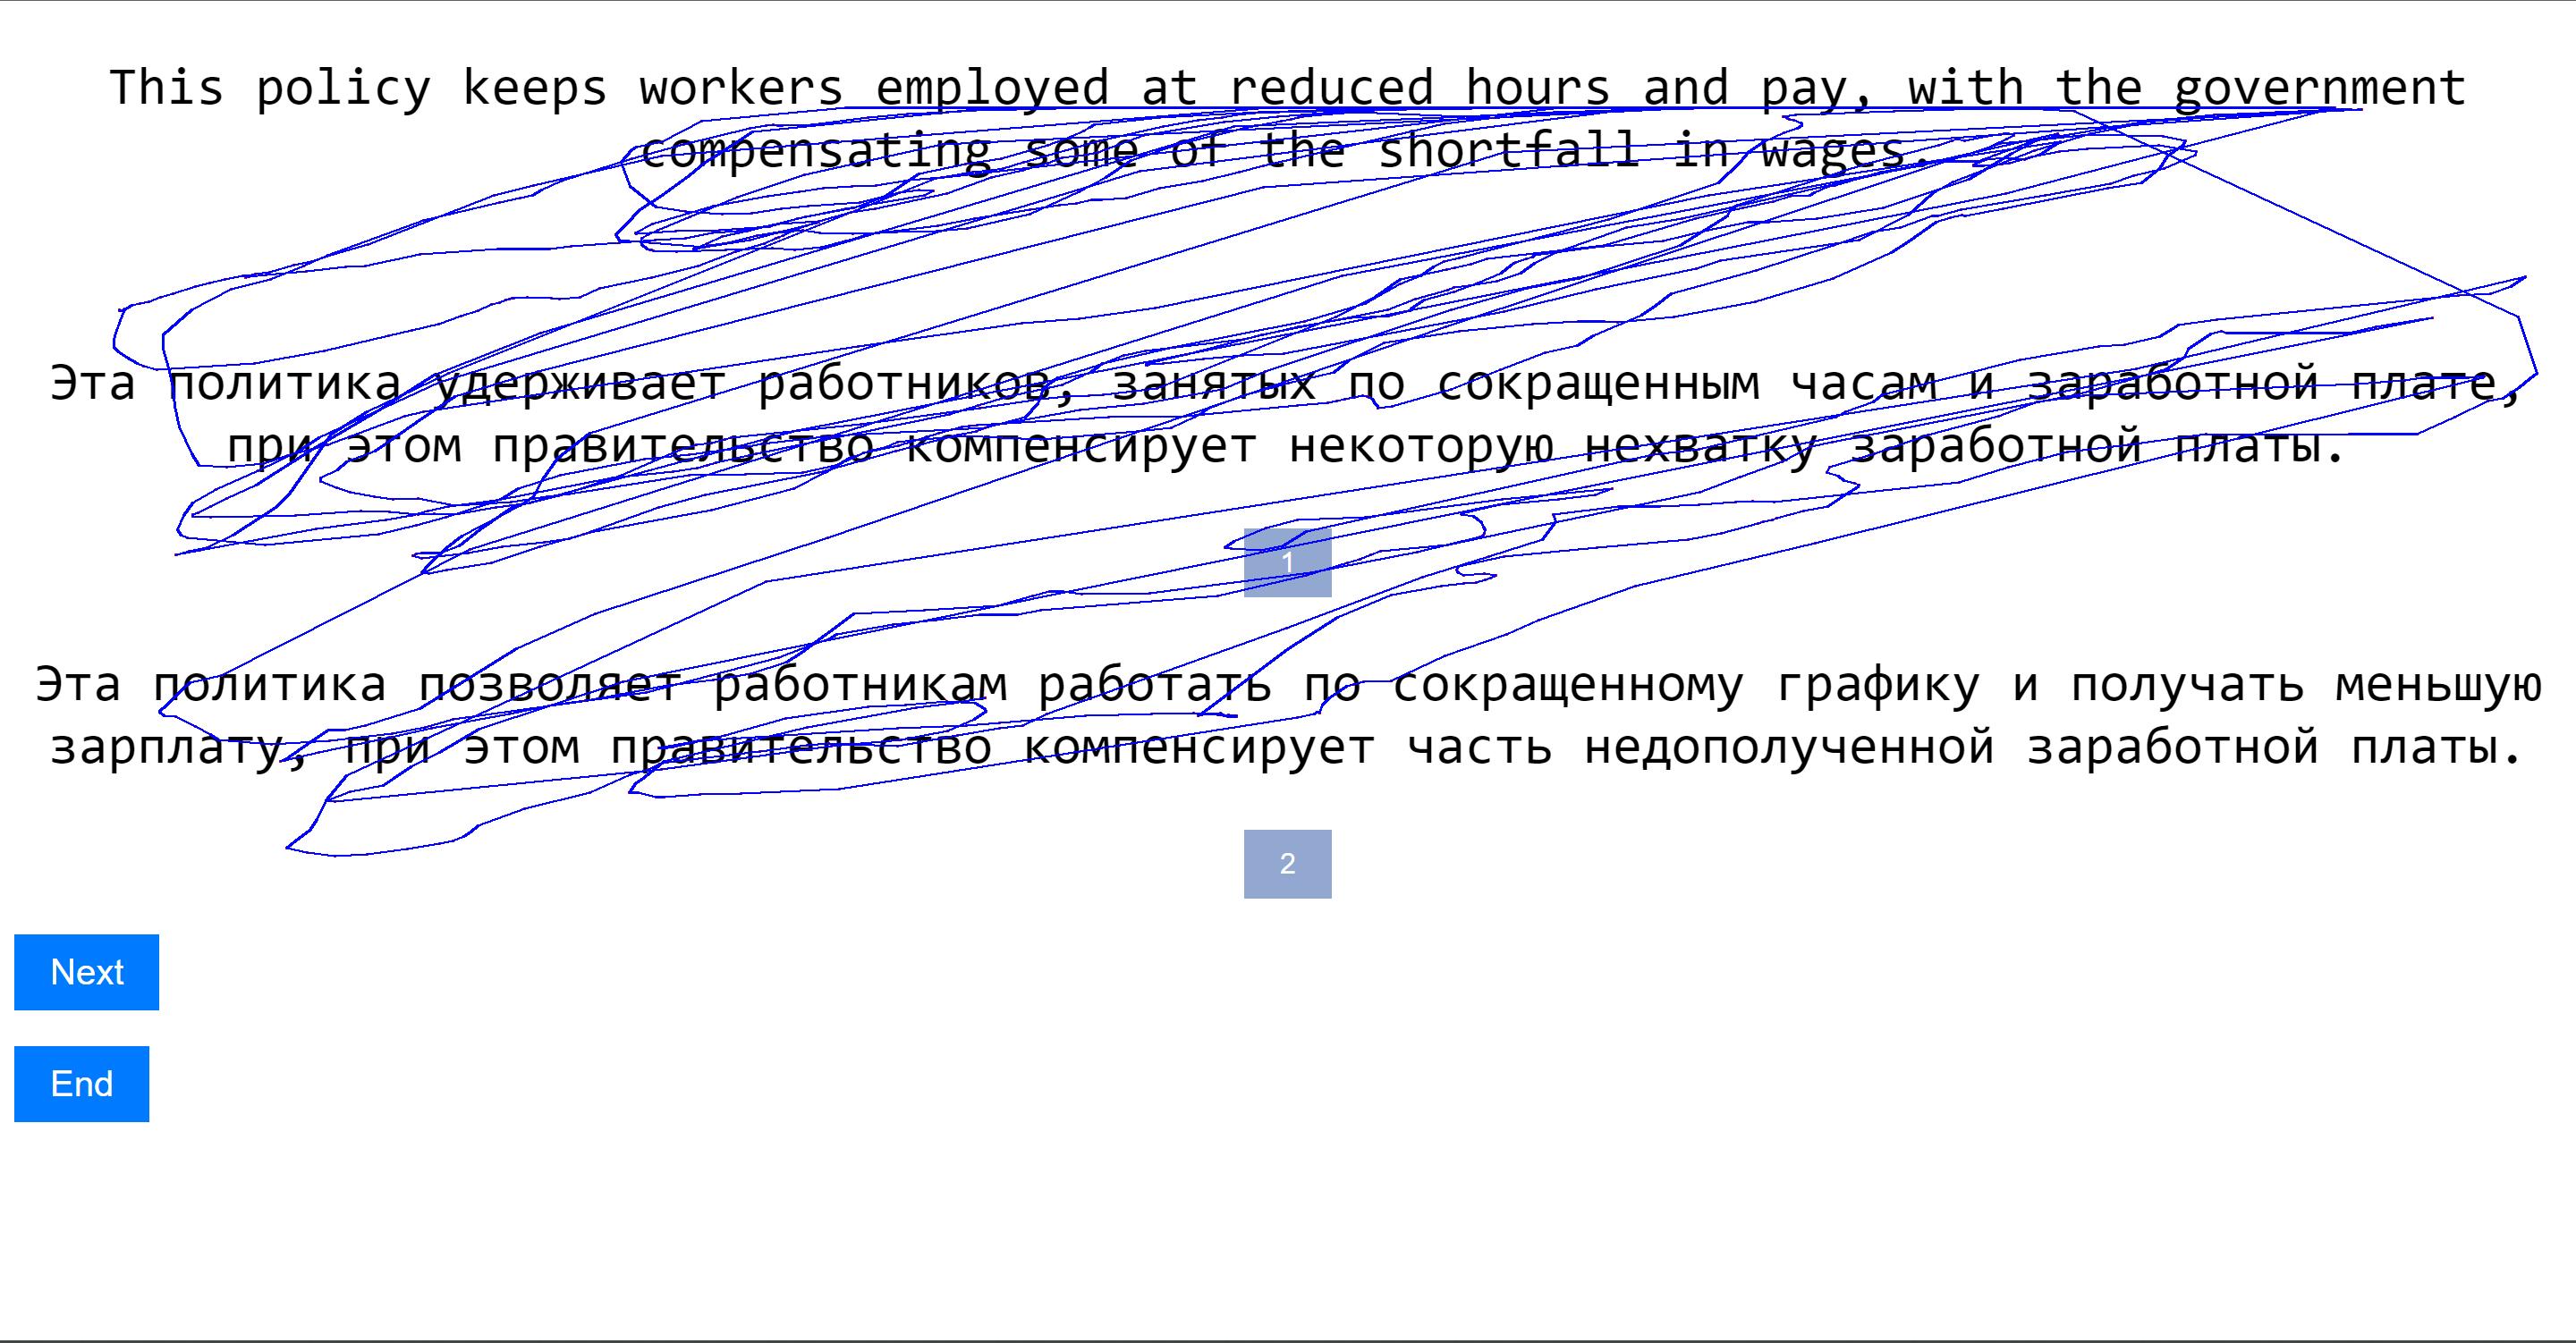 This policy keeps workers employed at reduced hours and pay, with the government
compensating some of the shortfall in wages.
Эта политика удерживает работников, занятых по сокращенным часам и заработной плате,
при этом правительство компенсирует некоторую нехватку заработной платы.
1
Эта политика позволяет работникам работать по сокращенному графику и получать меньшую
зарплату, при этом правительство компенсирует часть недополученной заработной платы.
2
Next
End